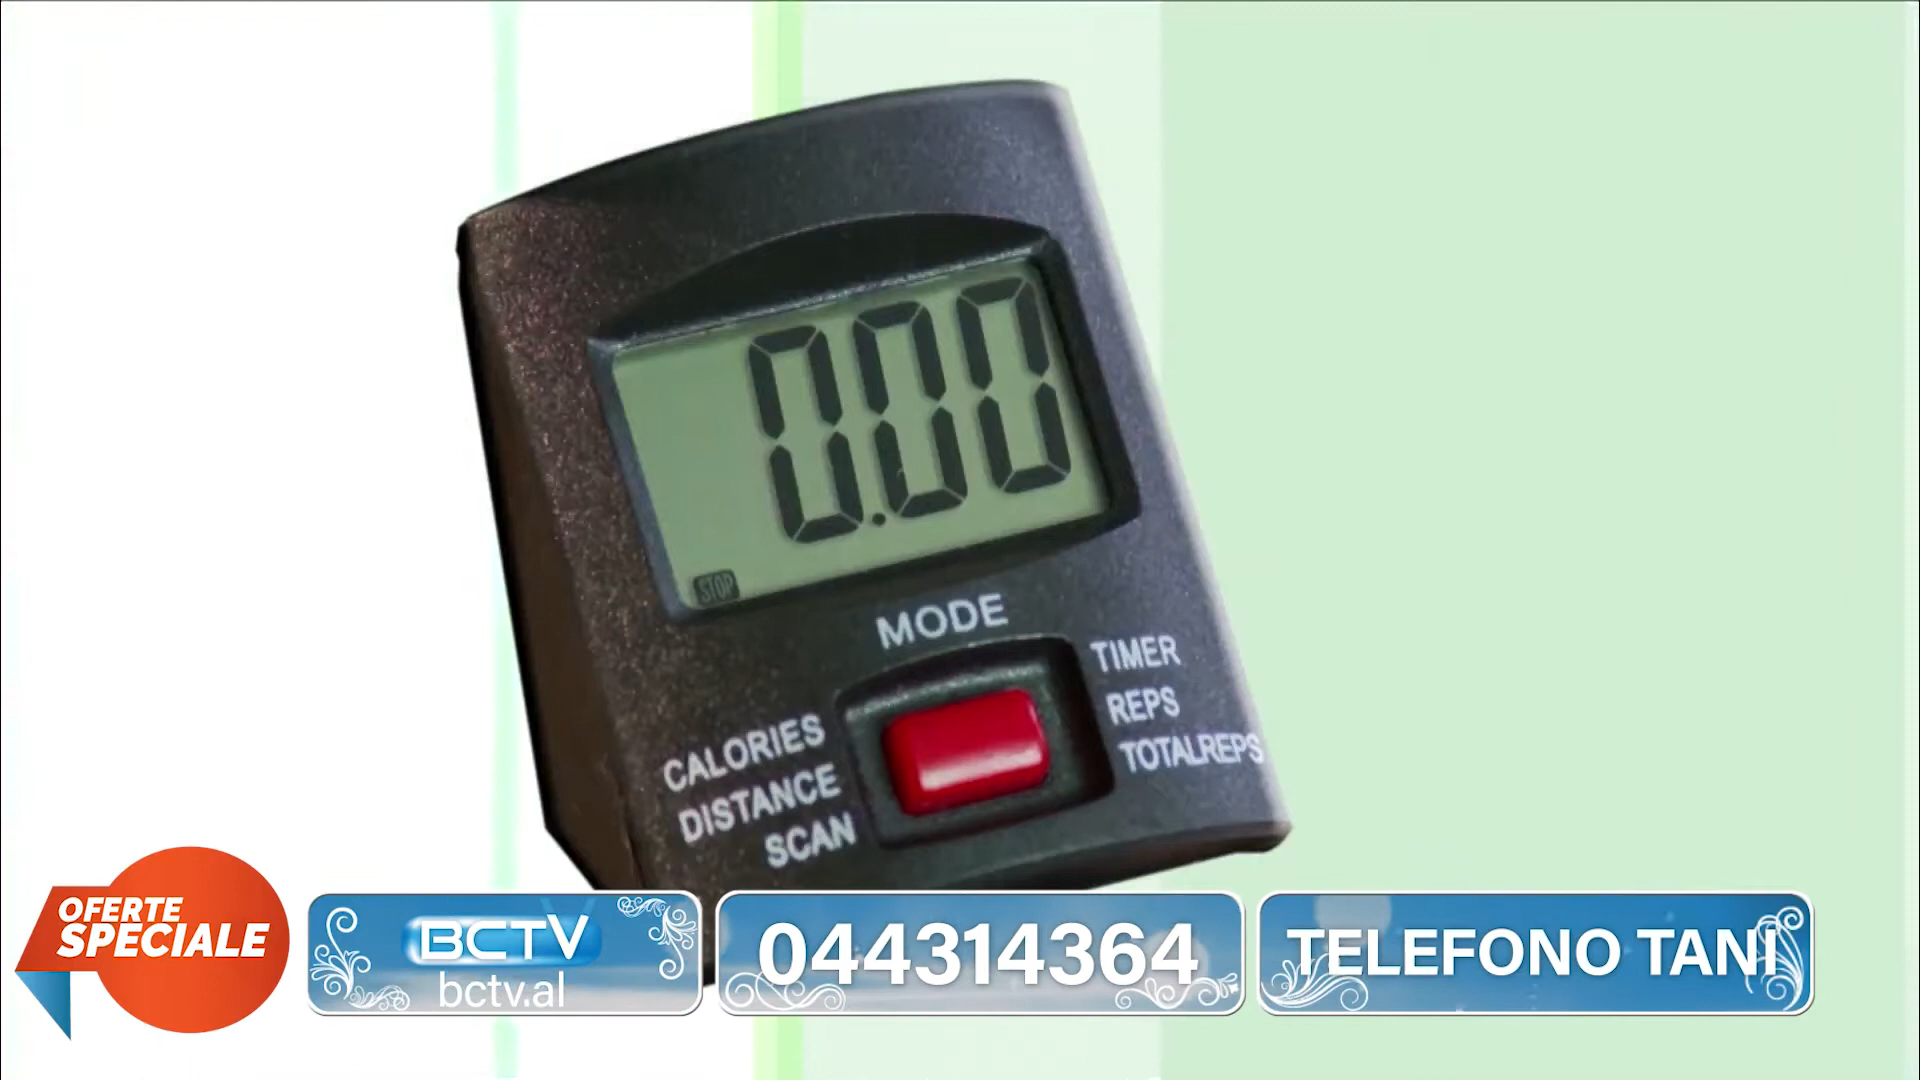 0.00
STOP
MODE
TIMER
REPS
TOTALREPS
CALORIES
DISTANCE
SCAN
OFERTE
SPECIALE
BCTV
bctv.al
044314364
TELEFONO TANI